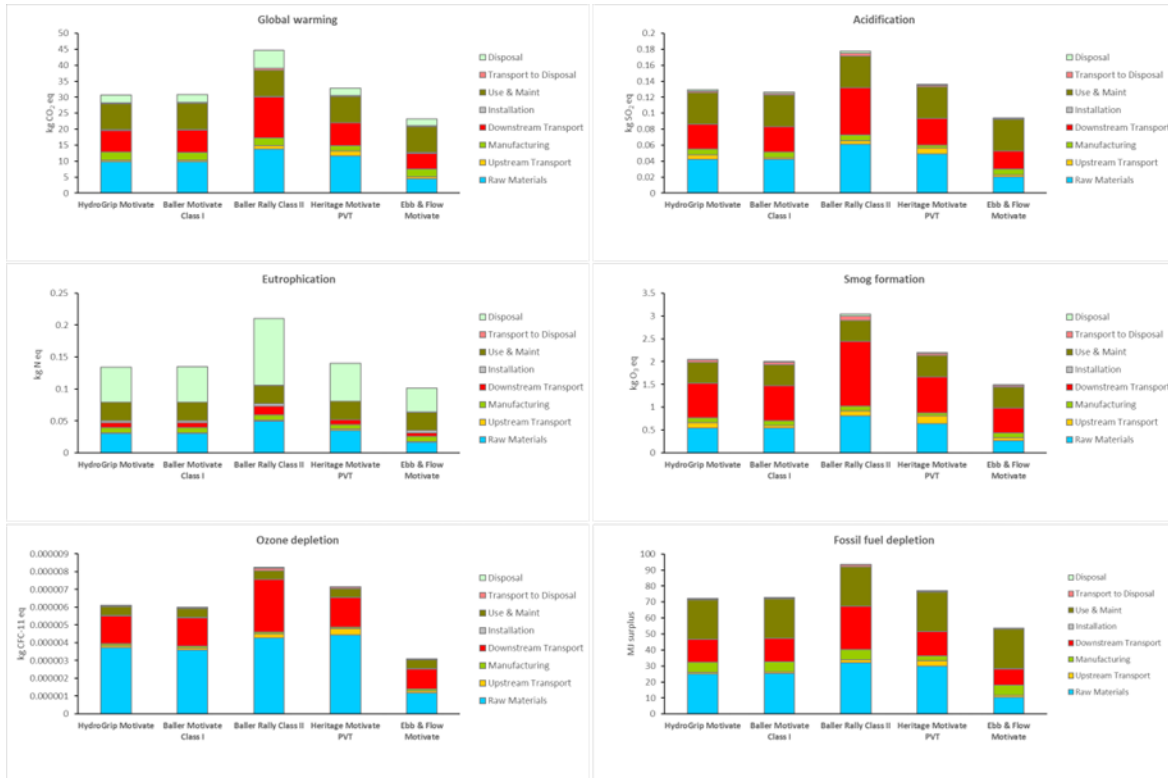 Global warming
kg CO₂ eq
50
45
40
35
30
25
20
15
10
5
0
HydroGrip Motivate
Baller Motivate
Class I
Baller Rally Class II
Heritage Motivate
PVT
Ebb & Flow
Motivate
Disposal
Transport to Disposal
Use & Maint
Installation
Downstream Transport
Manufacturing
Upstream Transport
Raw Materials
Acidification
kg SO₂ eq
0.2
0.18
0.16
0.14
0.12
0.1
0.08
0.06
0.04
0.02
0
HydroGrip Motivate
Baller Motivate
Class I
Baller Rally Class II
Heritage Motivate
PVT
Ebb & Flow
Motivate
Disposal
Transport to Disposal
Use & Maint
Installation
Downstream Transport
Manufacturing
Upstream Transport
Raw Materials
Eutrophication
kg N eq
0.25
0.2
0.15
0.1
0.05
0
HydroGrip Motivate
Baller Motivate
Class I
Baller Rally Class II
Heritage Motivate
PVT
Ebb & Flow
Motivate
Disposal
Transport to Disposal
Use & Maint
Installation
Downstream Transport
Manufacturing
Upstream Transport
Raw Materials
Smog formation
kg O₃ eq
3.5
3
2.5
2
1.5
1
0.5
0
HydroGrip Motivate
Baller Motivate
Class I
Baller Rally Class II
Heritage Motivate
PVT
Ebb & Flow
Motivate
Disposal
Transport to Disposal
Use & Maint
Installation
Downstream Transport
Manufacturing
Upstream Transport
Raw Materials
Ozone depletion
kg CFC-11 eq
0.000009
0.000008
0.000007
0.000006
0.000005
0.000004
0.000003
0.000002
0.000001
0
HydroGrip Motivate
Baller Motivate
Class I
Baller Rally Class II
Heritage Motivate
PVT
Ebb & Flow
Motivate
Disposal
Transport to Disposal
Use & Maint
Installation
Downstream Transport
Manufacturing
Upstream Transport
Raw Materials
Fossil fuel depletion
MJ surplus
100
90
80
70
60
50
40
30
20
10
0
HydroGrip Motivate
Baller Motivate
Class I
Baller Rally Class II
Heritage Motivate
PVT
Ebb & Flow
Motivate
Disposal
Transport to Disposal
Use & Maint
Installation
Downstream Transport
Manufacturing
Upstream Transport
Raw Materials